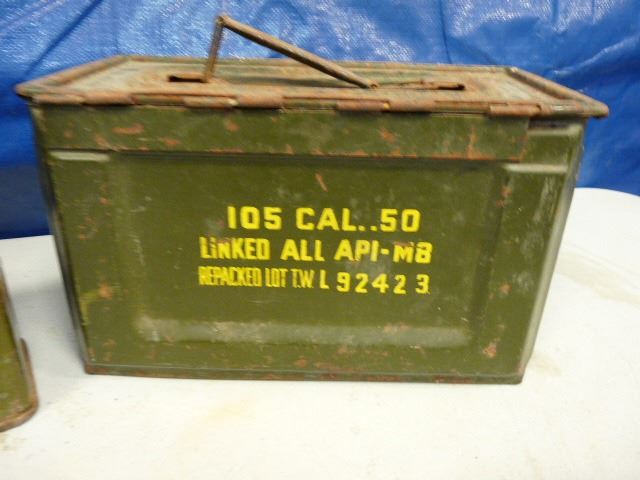 105 CAL..50
LINKED ALL API-M8
REPACKED LOT T.W. L 92423